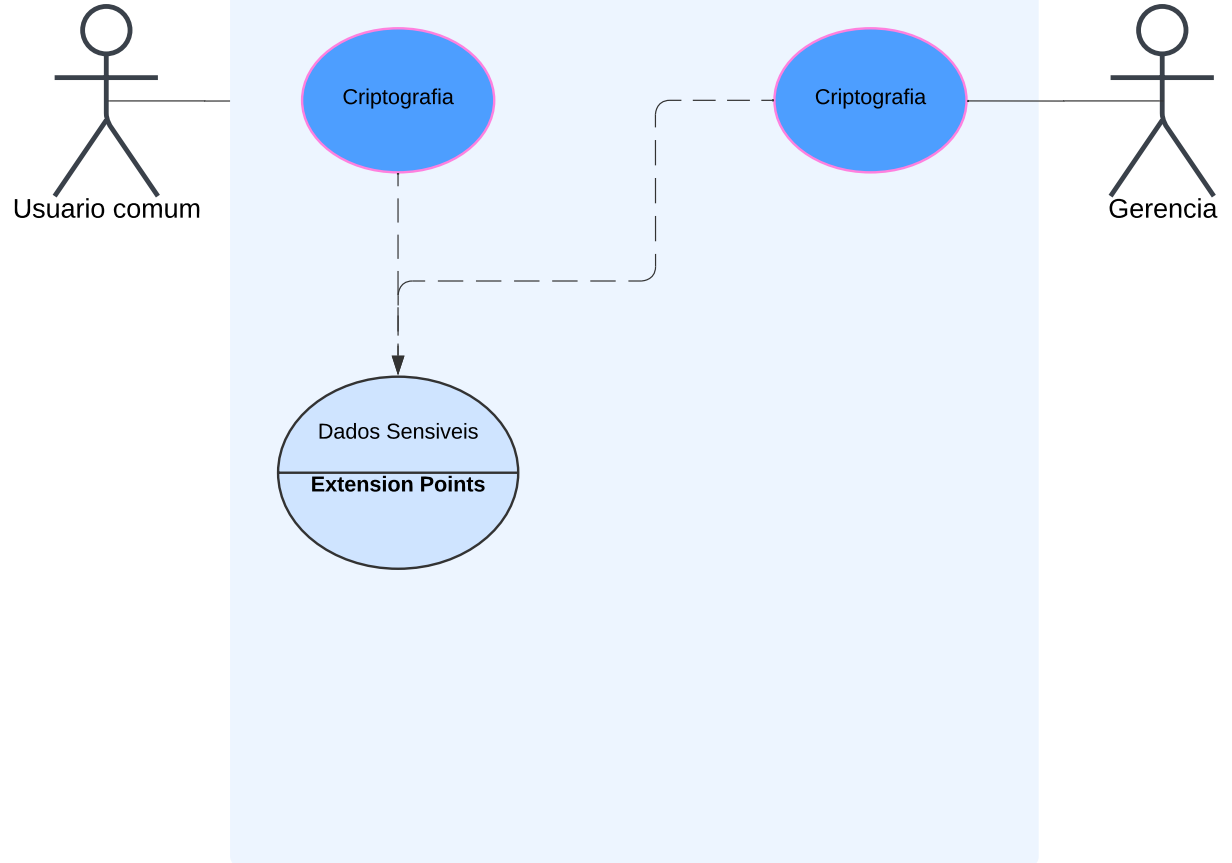 Criptografia
Criptografia
Usuario comum
Gerencia
Dados Sensiveis
Extension Points